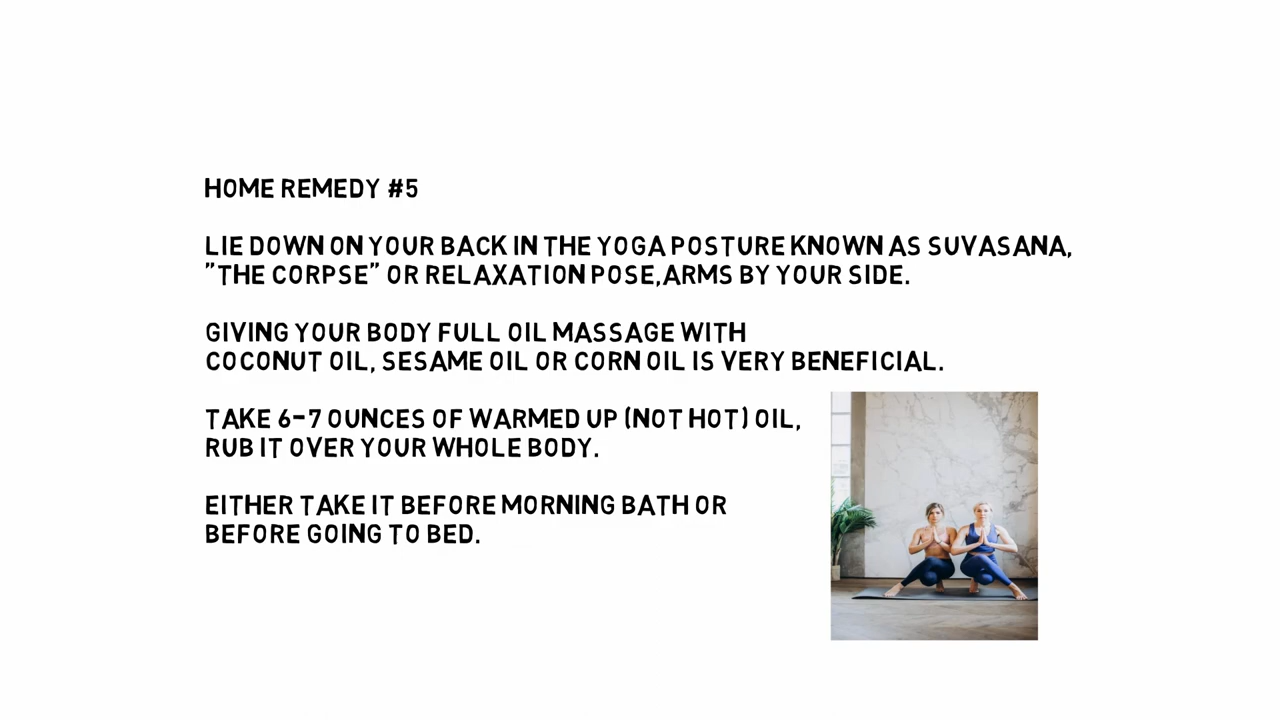 HOME REMEDY #5
LIE DOWN ON YOUR BACK IN THE YOGA POSTURE KNOWN AS SUVASANA,
"THE CORPSE" OR RELAXATION POSE,ARMS BY YOUR SIDE.
GIVING YOUR BODY FULL OIL MASSAGE WITH
COCONUT OIL, SESAME OIL OR CORN OIL IS VERY BENEFICIAL.
TAKE 6-7 OUNCES OF WARMED UP (NOT HOT) OIL,
RUB IT OVER YOUR WHOLE BODY.
EITHER TAKE IT BEFORE MORNING BATH OR
BEFORE GOING TO BED.